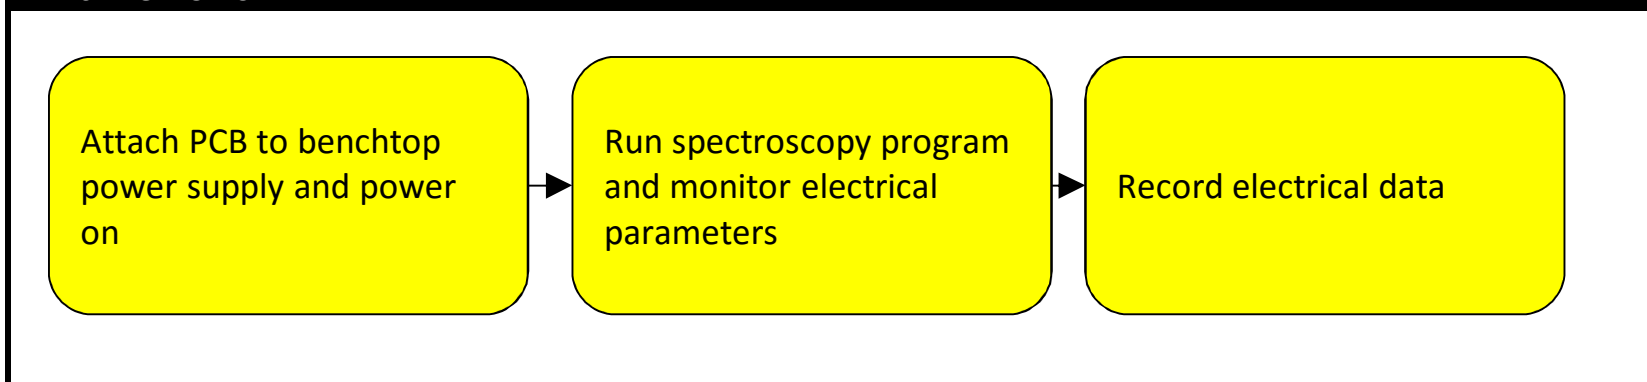 Attach PCB to benchtop
power supply and power
on
Run spectroscopy program
and monitor electrical
parameters
Record electrical data